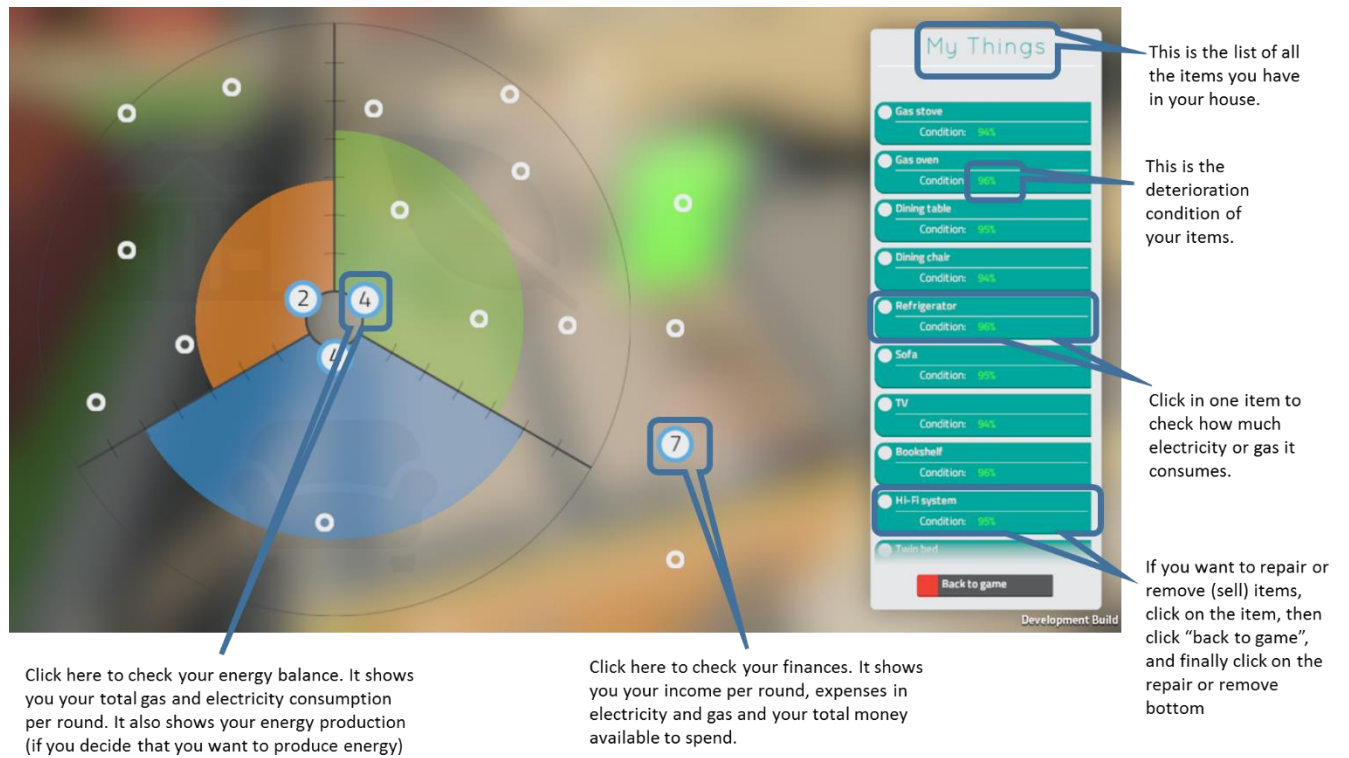 My Things
Gas stove
Condition: 94%
Gas oven
Condition 96%
Dining table
Condition: 95%
Dining chair
Condition: 94%
Refrigerator
Condition: 96%
Sofa
Condition: 95%
TV
Condition: 94%
Bookshelf
Condition: 96%
Hi-Fi system
Condition: 95%
Twin bed
Back to game
Development Build
2
4
4
7
This is the list of all
the items you have
in your house.
This is the
deterioration
condition of
your items.
Click in one item to
check how much
electricity or gas it
consumes.
If you want to repair or
remove (sell) items,
click on the item, then
click “back to game”,
and finally click on the
repair or remove
bottom
Click here to check your energy balance. It shows
you your total gas and electricity consumption
per round. It also shows your energy production
(if you decide that you want to produce energy)
Click here to check your finances. It shows
you your income per round, expenses in
electricity and gas and your total money
available to spend.